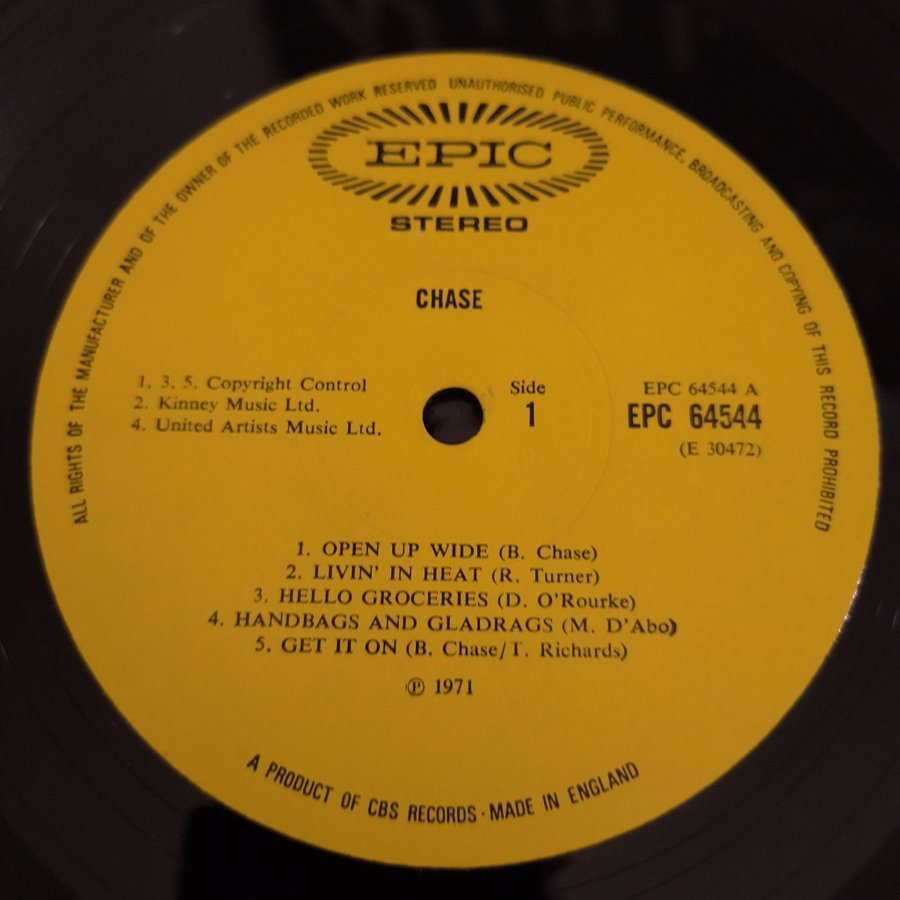 ALL RIGHTS OF THE MANUFACTURER AND OF THE OWNER OF THE RECORDED WORK RESERVED UNAUTHORISED PUBLIC PERFORMANCE, BROADCASTING AND COPYING OF THIS RECORD PROHIBITED
EPIC
STEREO
CHASE
1. 3. 5. Copyright Control
2. Kinney Music Ltd.
4. United Artists Music Ltd.
Side
1
EPC 64544 A
EPC 64544
(E 30472)
1. OPEN UP WIDE (B. Chase)
2. LIVIN' IN HEAT (R. Turner)
3. HELLO GROCERIES (D. O'Rourke)
4. HANDBAGS AND GLADRAGS (M. D'Abo)
5. GET IT ON (B. Chase/T. Richards)
℗ 1971
A PRODUCT OF CBS RECORDS · MADE IN ENGLAND